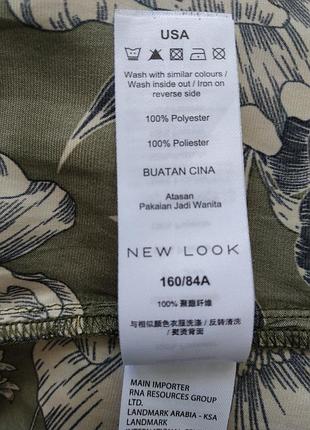 USA
Wash with similar colours /
Wash inside out / Iron on
reverse side
100% Polyester
100% Poliester
BUATAN CINA
Atasan
Pakaian Jadi Wanita
NEW LOOK
160/84A
100% 聚酯纤维
与相似颜色衣服洗涤 / 反转清洗
/ 熨烫背面
MAIN IMPORTER
RNA RESOURCES GROUP
LTD.
LANDMARK ARABIA - KSA
LANDMARK